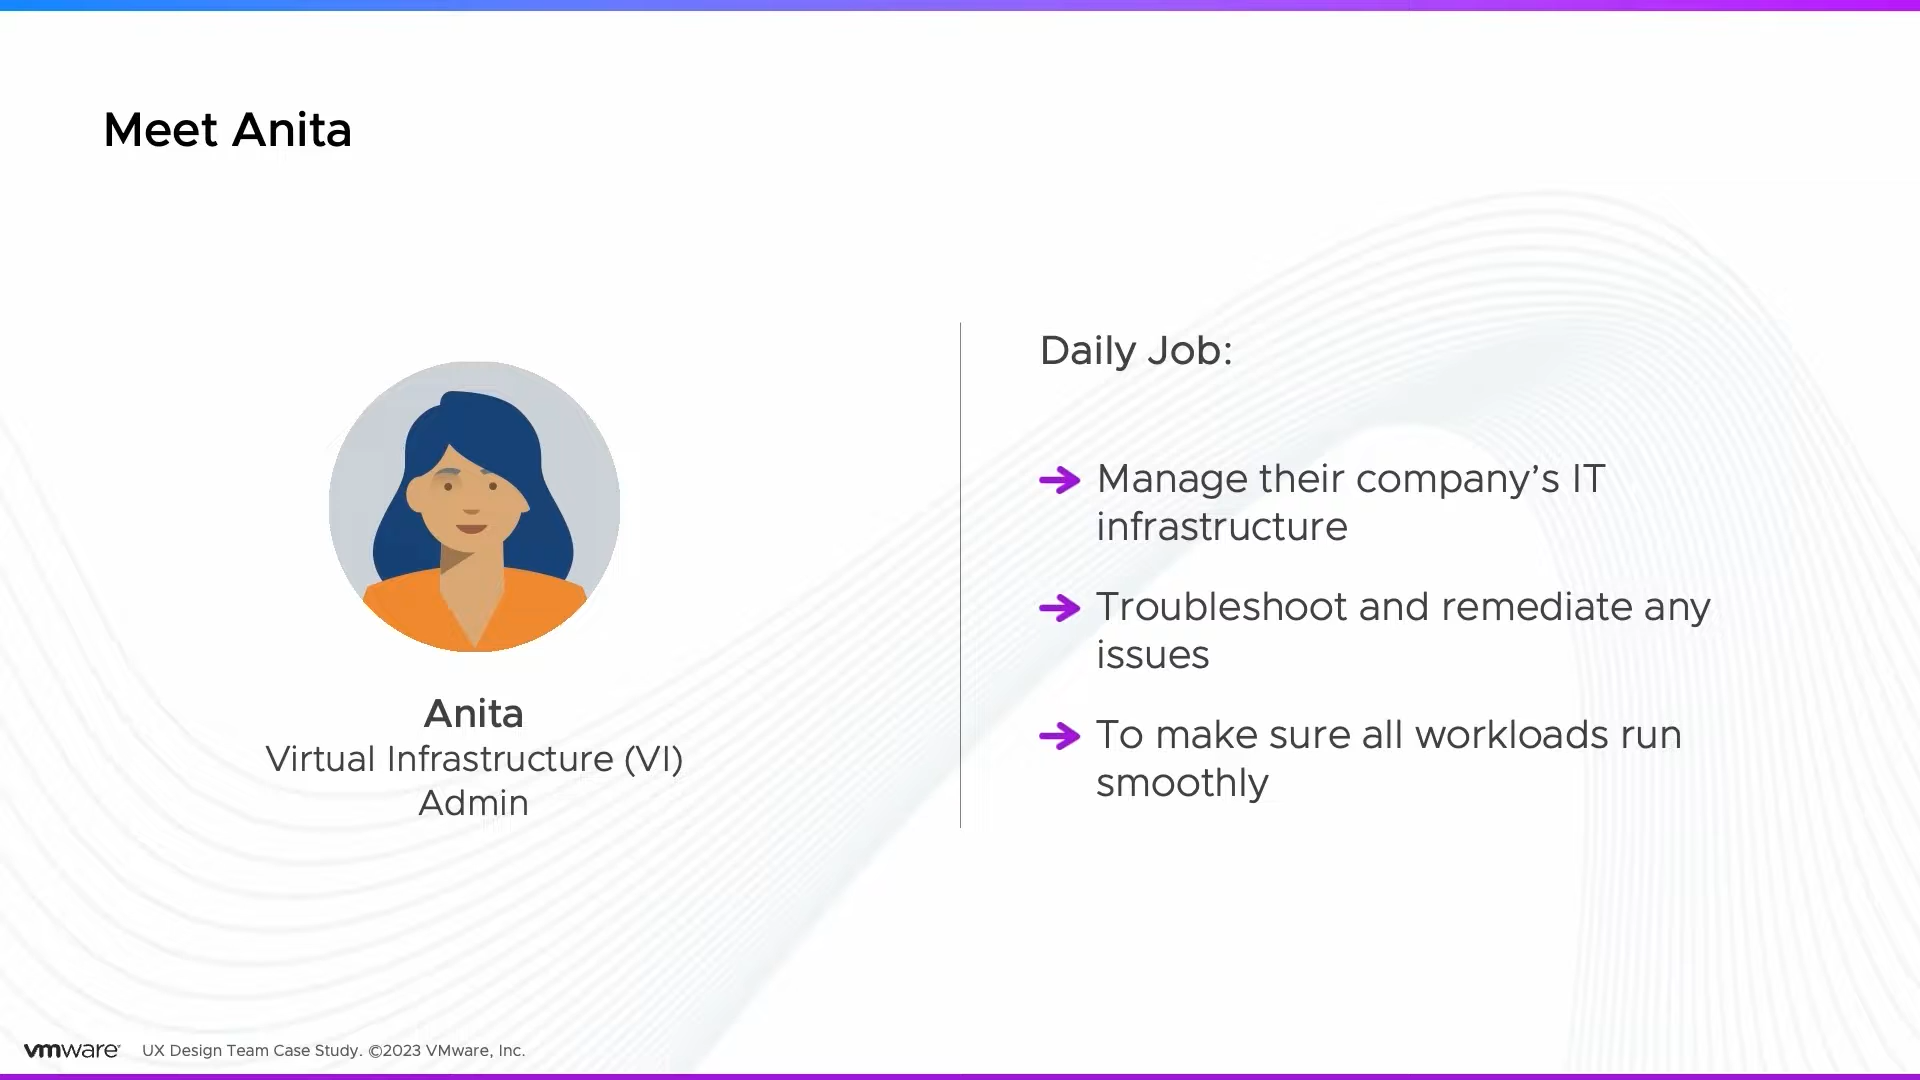 Meet Anita
Anita
Virtual Infrastructure (VI)
Admin
Daily Job:
Manage their company’s IT
infrastructure
Troubleshoot and remediate any
issues
To make sure all workloads run
smoothly
vmware UX Design Team Case Study. ©2023 VMware, Inc.